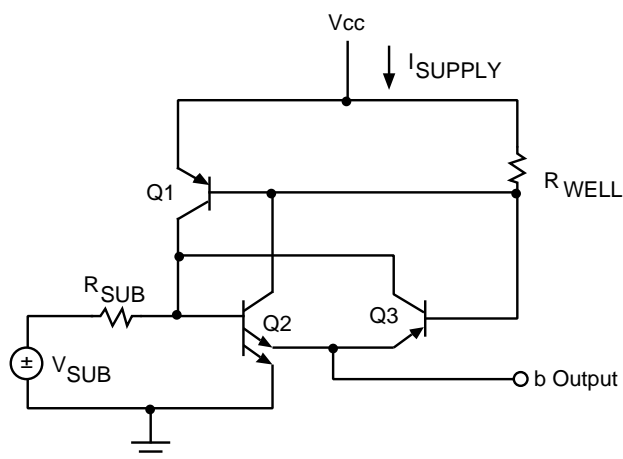 Vcc
ISUPPLY
Q1
RWELL
RSUB
Q2
Q3
± VSUB
b Output